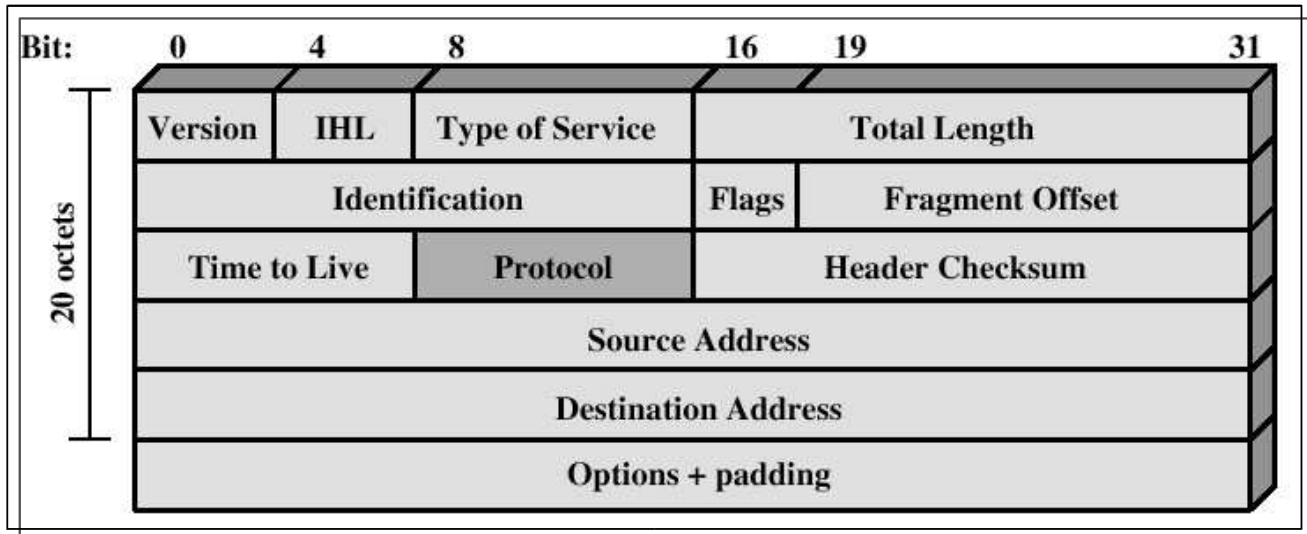 Bit: 0 4 8 16 19 31
Version IHL Type of Service Total Length
Identification Flags Fragment Offset
Time to Live Protocol Header Checksum
Source Address
Destination Address
Options + padding
20 octets